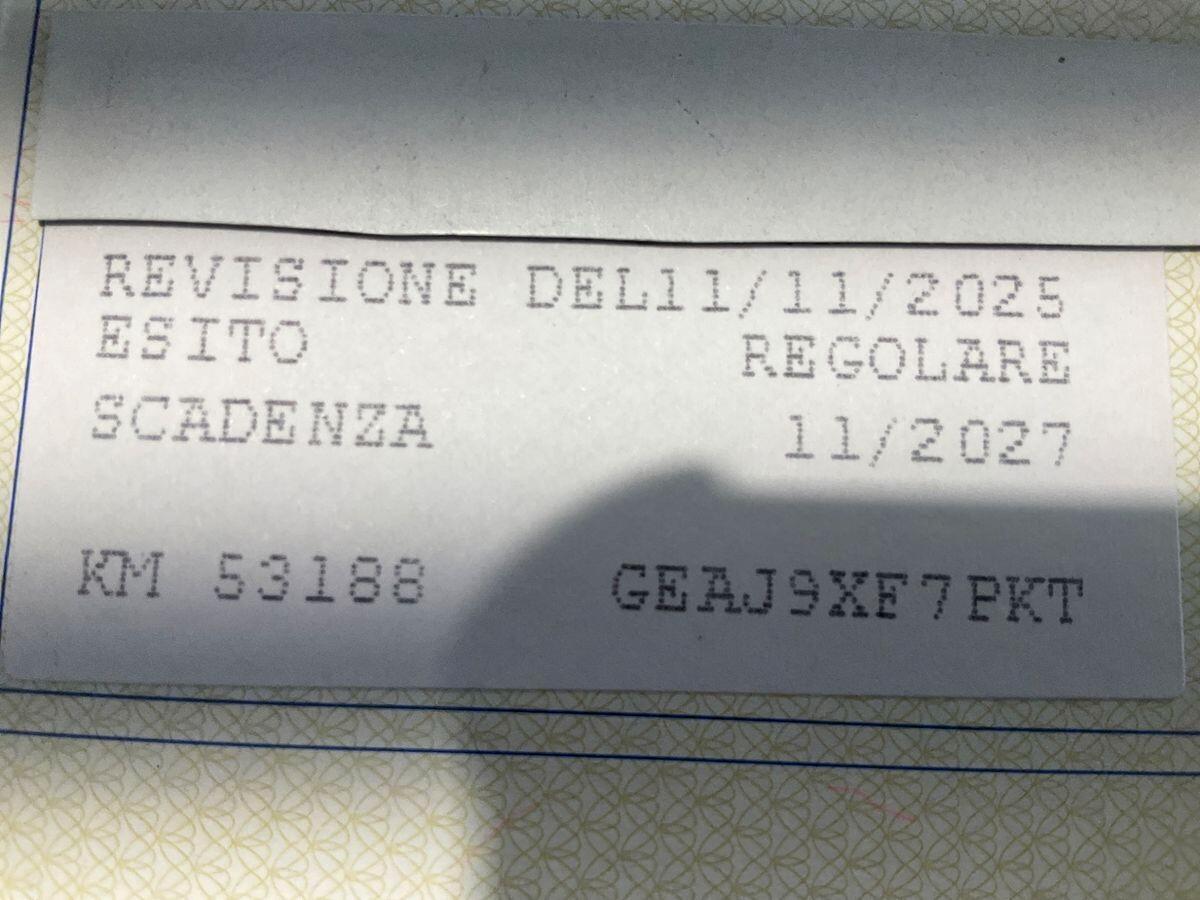 REVISIONE DEL11/11/2025
ESITO REGOLARE
SCADENZA 11/2027
KM 53188 GEAJ9XF7PKT